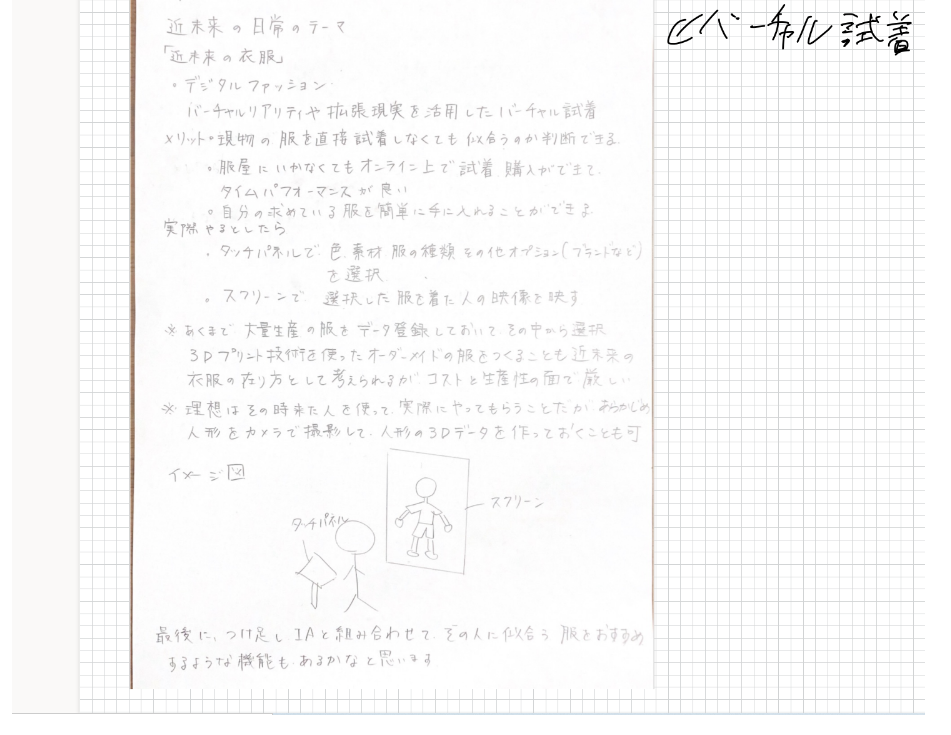 近未来の日常のテーマ
「近未来の衣服」
・デジタルファッション
バーチャルリアリティや拡張現実を活用したバーチャル試着
メリット・現物の服を直接試着しなくても似合うのか判断できる
・服屋にいかなくてもオンライン上で試着、購入ができて、
タイムパフォーマンスが良い
・自分の求めている服を簡単に手に入れることができる
実際やるとしたら
・タッチパネルで 色、素材 服の種類 その他オプション(ブランドなど)
を選択
・スクリーンで 選択した服を着た人の映像を映す
※あくまで 大量生産の服をデータ登録しておいて、その中から選択
3Dプリント技術を使ったオーダーメイドの服をつくることも近未来の
衣服の在り方として考えられるが、コストと生産性の面で厳しい
※理想はその時来た人を使って、実際にやってもらうことだが、あらかじめ
人形をカメラで撮影して、人形の3Dデータを作っておくことも可
イメージ図
スクリーン
タッチパネル
最後に、つけ足し IAと組み合わせて、その人に似合う 服をおすすめ
するような機能も、あるかなと思います
バーチャル試着